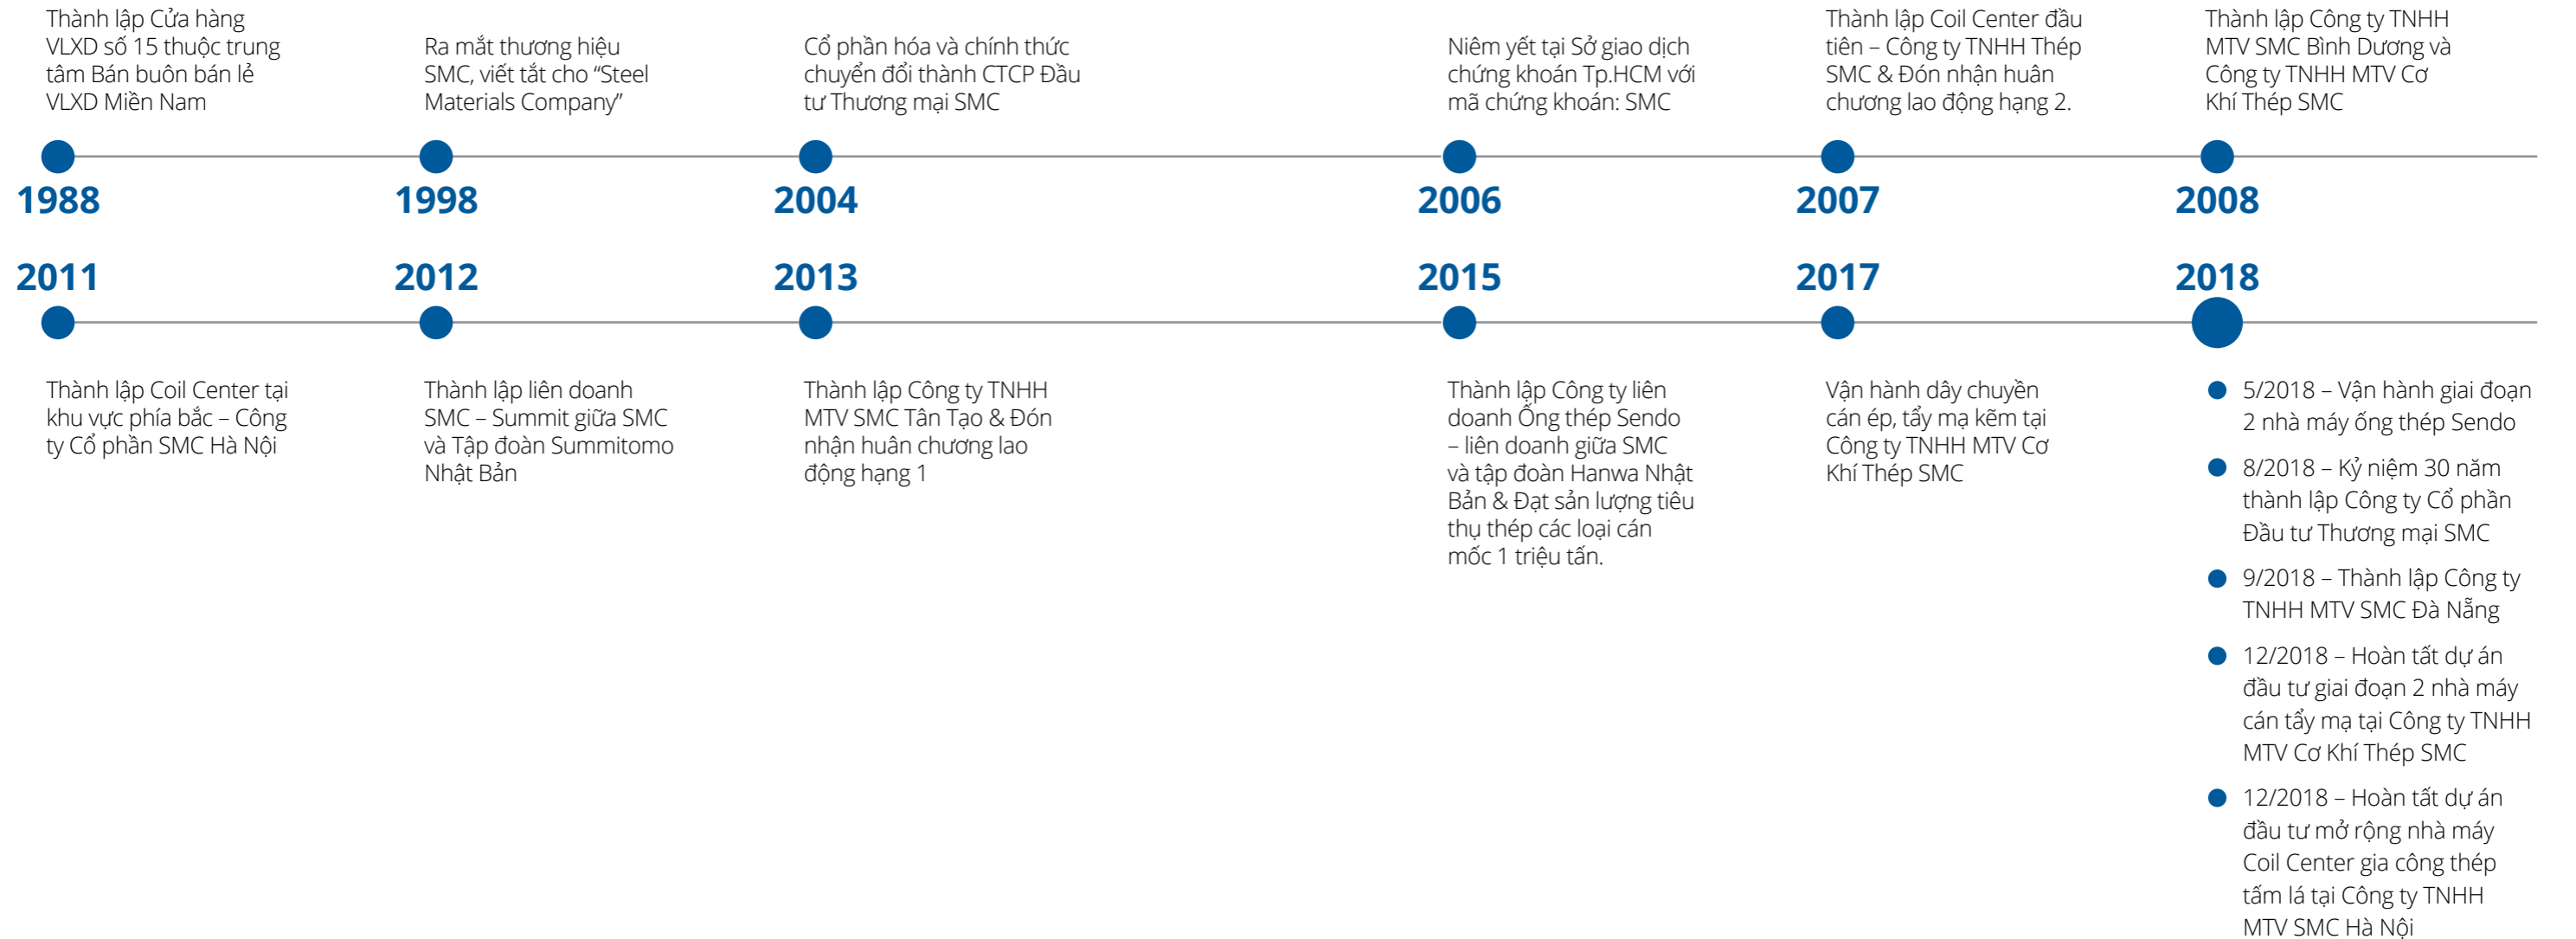 Thành lập Cửa hàng
VLXD số 15 thuộc trung
tâm Bán buôn bán lẻ
VLXD Miền Nam
1988
Ra mắt thương hiệu
SMC, viết tắt cho “Steel
Materials Company”
1998
Cổ phần hóa và chính thức
chuyển đổi thành CTCP Đầu
tư Thương mại SMC
2004
Niêm yết tại Sở giao dịch
chứng khoán Tp.HCM với
mã chứng khoán: SMC
2006
Thành lập Coil Center đầu
tiên – Công ty TNHH Thép
SMC & Đón nhận huân
chương lao động hạng 2.
2007
Thành lập Công ty TNHH
MTV SMC Bình Dương và
Công ty TNHH MTV Cơ
Khí Thép SMC
2008
2011
Thành lập Coil Center tại
khu vực phía bắc – Công
ty Cổ phần SMC Hà Nội
2012
Thành lập liên doanh
SMC – Summit giữa SMC
và Tập đoàn Summitomo
Nhật Bản
2013
Thành lập Công ty TNHH
MTV SMC Tân Tạo & Đón
nhận huân chương lao
động hạng 1
2015
Thành lập Công ty liên
doanh Ống thép Sendo
– liên doanh giữa SMC
và tập đoàn Hanwa Nhật
Bản & Đạt sản lượng tiêu
thụ thép các loại cán
mốc 1 triệu tấn.
2017
Vận hành dây chuyền
cán ép, tẩy mạ kẽm tại
Công ty TNHH MTV Cơ
Khí Thép SMC
2018
5/2018 – Vận hành giai đoạn
2 nhà máy ống thép Sendo
8/2018 – Kỷ niệm 30 năm
thành lập Công ty Cổ phần
Đầu tư Thương mại SMC
9/2018 – Thành lập Công ty
TNHH MTV SMC Đà Nẵng
12/2018 – Hoàn tất dự án
đầu tư giai đoạn 2 nhà máy
cán tẩy mạ tại Công ty TNHH
MTV Cơ Khí Thép SMC
12/2018 – Hoàn tất dự án
đầu tư mở rộng nhà máy
Coil Center gia công thép
tấm lá tại Công ty TNHH
MTV SMC Hà Nội